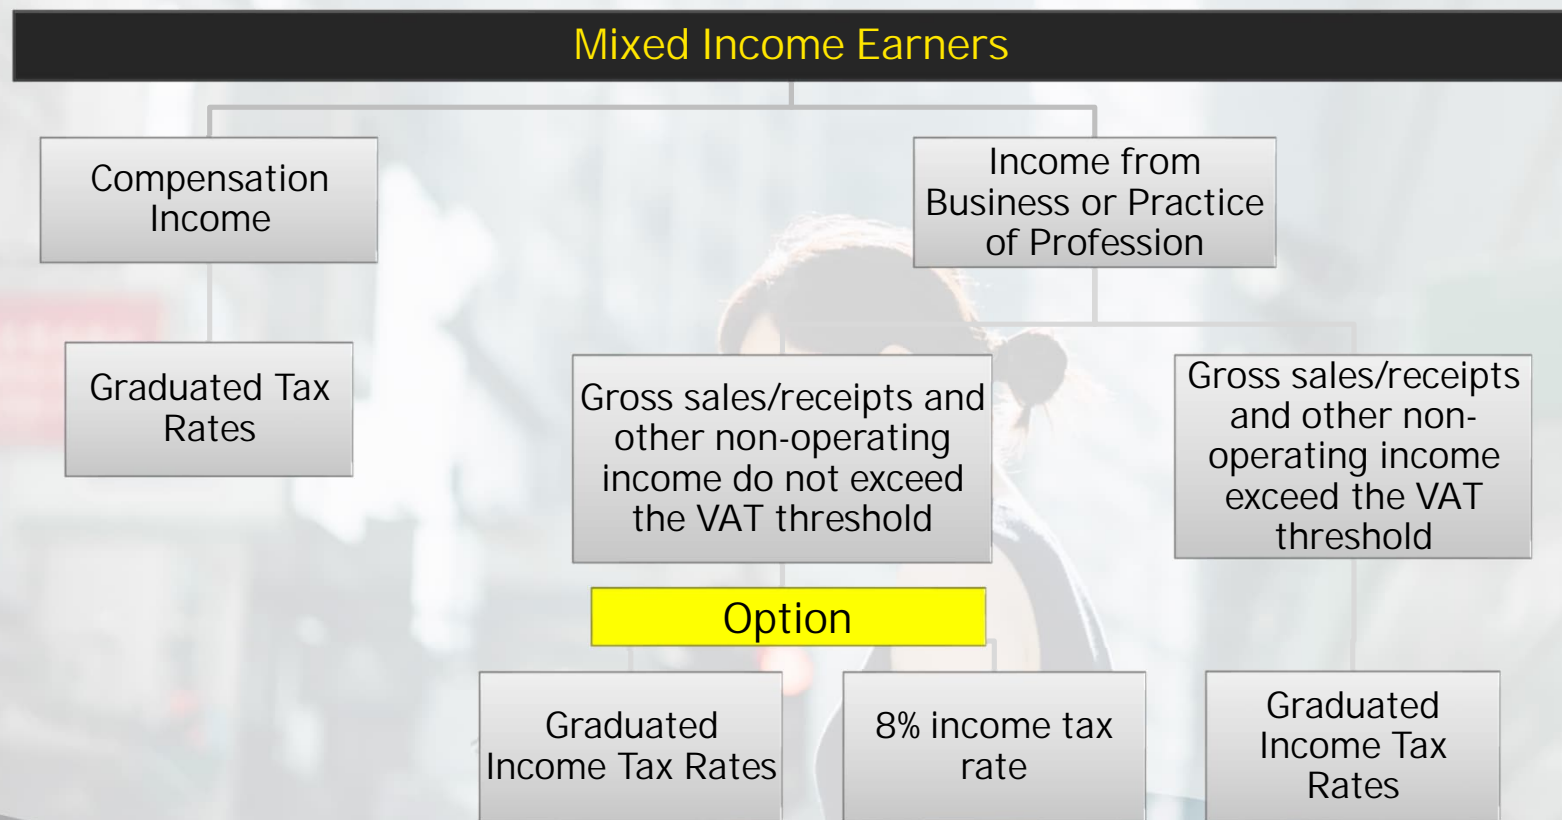 Mixed Income Earners
Compensation
Income
Income from
Business or Practice
of Profession
Graduated Tax
Rates
Gross sales/receipts and
other non-operating
income do not exceed
the VAT threshold
Gross sales/receipts
and other non-
operating income
exceed the VAT
threshold
Option
Graduated
Income Tax Rates
8% income tax
rate
Graduated
Income Tax
Rates